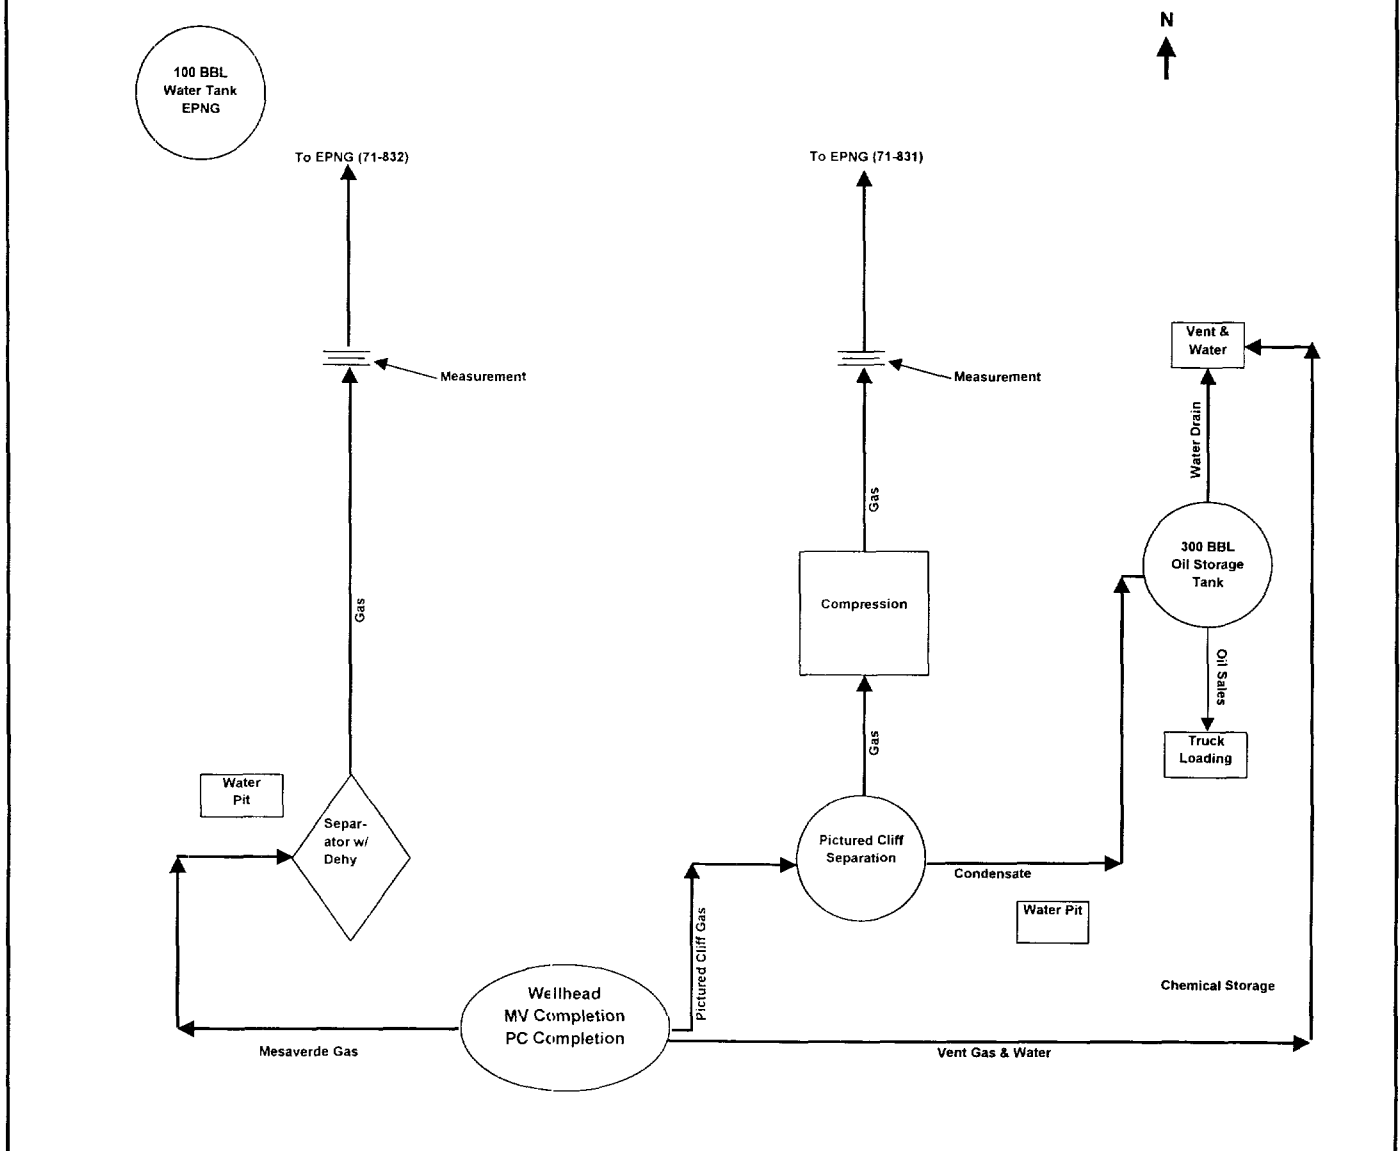 N
100 BBL
Water Tank
EPNG
To EPNG (71-832)
To EPNG (71-831)
Measurement
Measurement
Vent &
Water
Water Drain
Gas
300 BBL
Oil Storage
Tank
Gas
Compression
Oil Sales
Gas
Truck
Loading
Water
Pit
Separ-
ator w/
Dehy
Pictured Cliff
Separation
Condensate
Water Pit
Pictured Cliff Gas
Chemical Storage
Wellhead
MV Completion
PC Completion
Mesaverde Gas
Vent Gas & Water